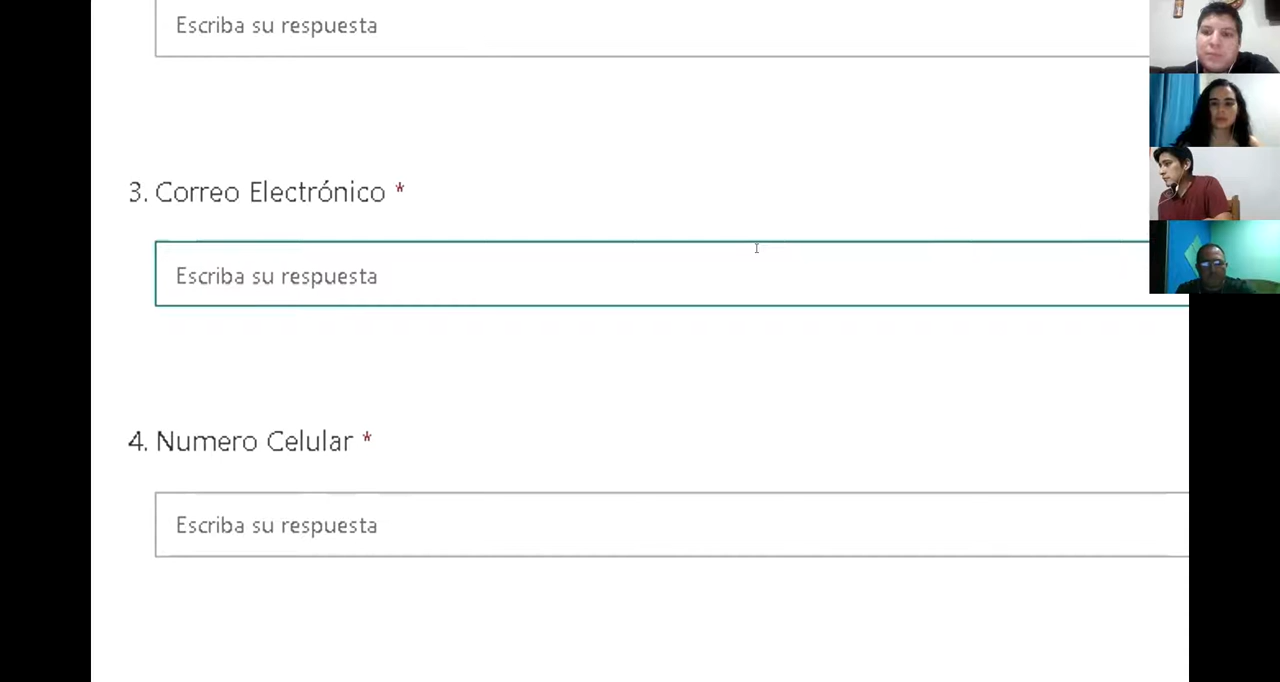 Escriba su respuesta
3. Correo Electrónico *
Escriba su respuesta
4. Numero Celular *
Escriba su respuesta